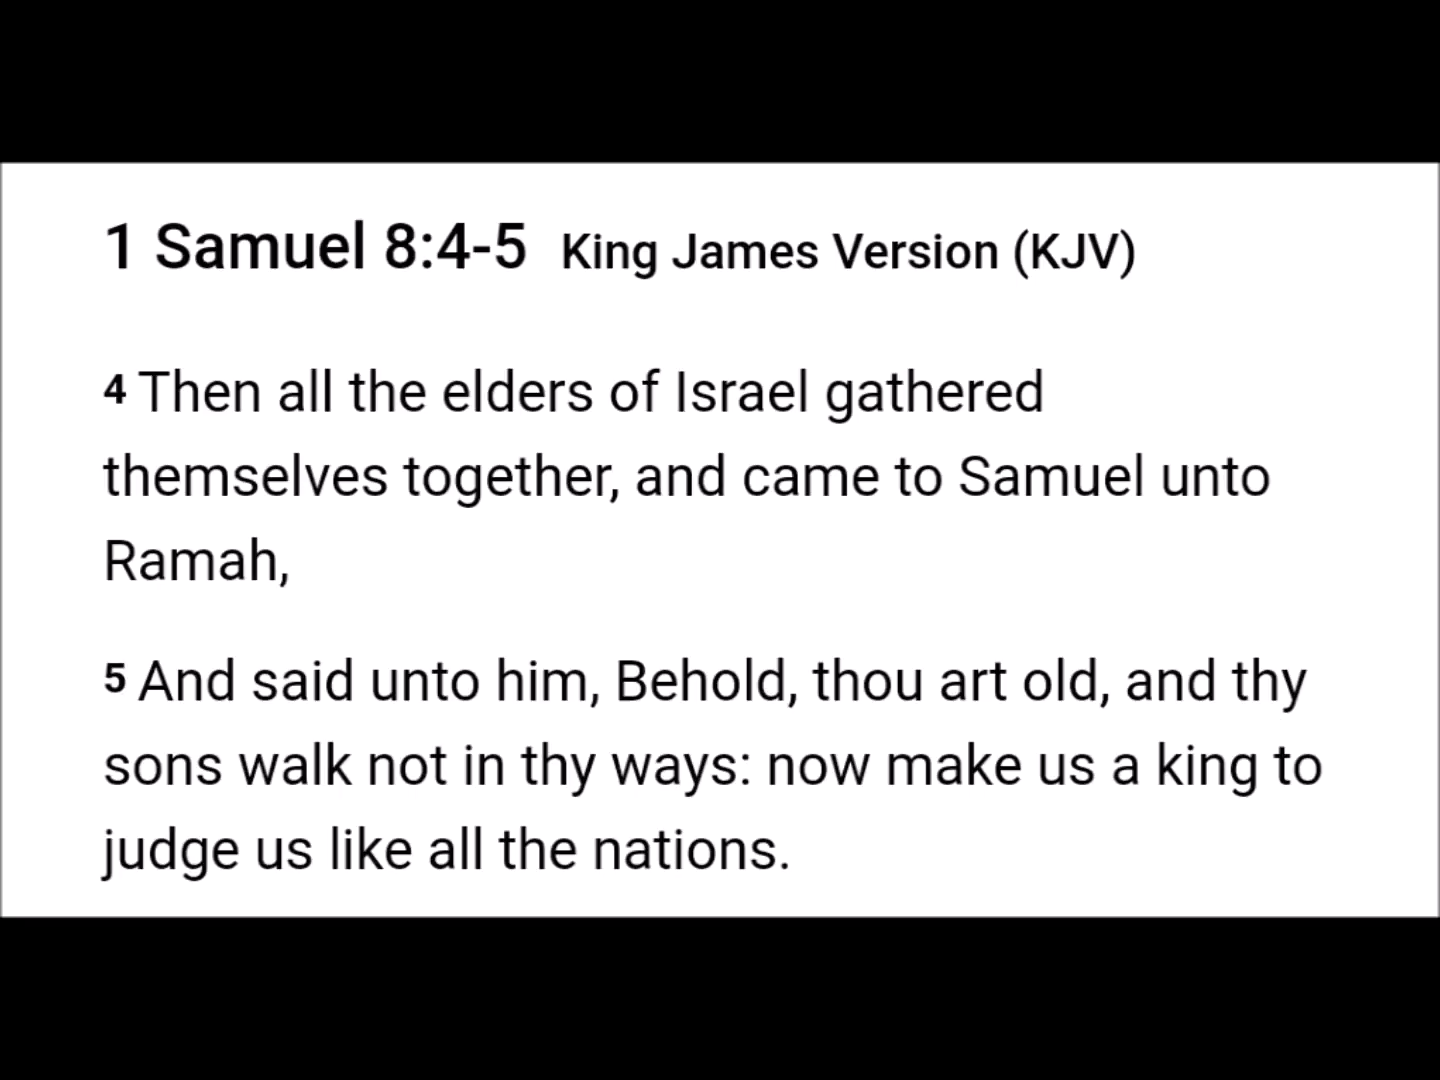 1 Samuel 8:4-5 King James Version (KJV)
4 Then all the elders of Israel gathered
themselves together, and came to Samuel unto
Ramah,
5 And said unto him, Behold, thou art old, and thy
sons walk not in thy ways: now make us a king to
judge us like all the nations.